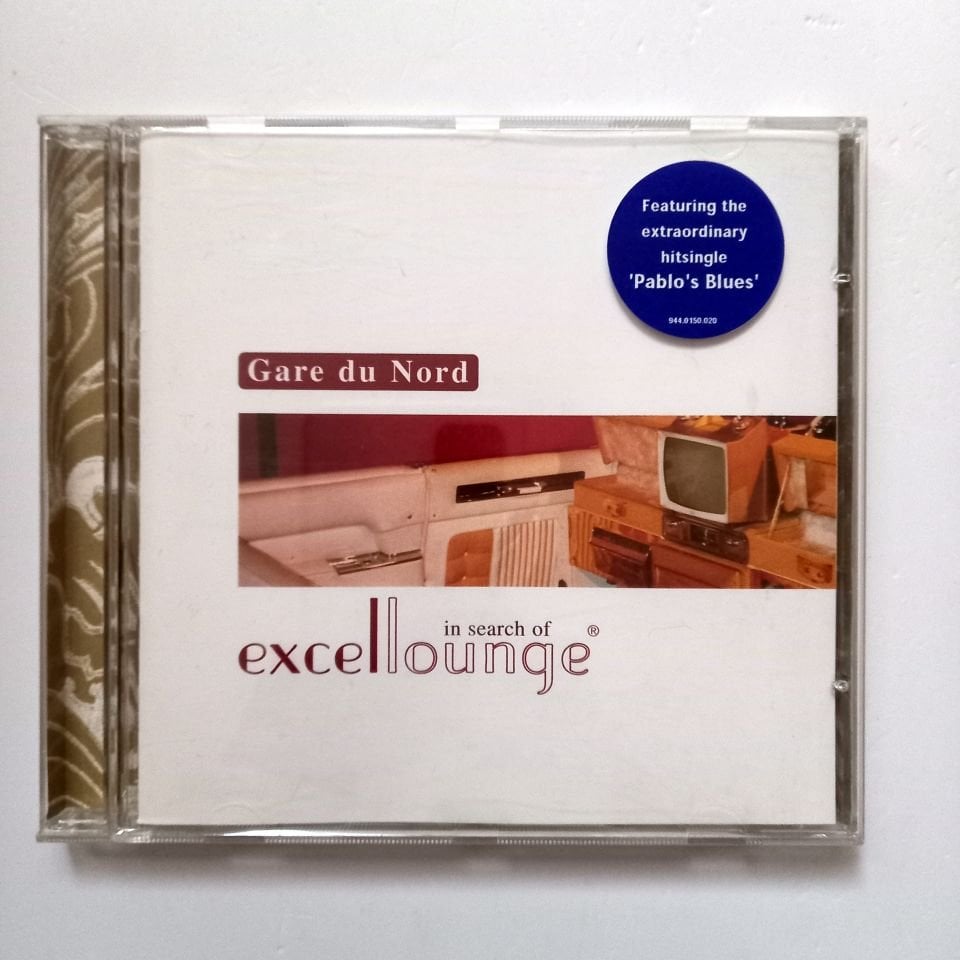 Featuring the
extraordinary
hitsingle
'Pablo's Blues'
944.0150.020
Gare du Nord
in search of
excellounge®